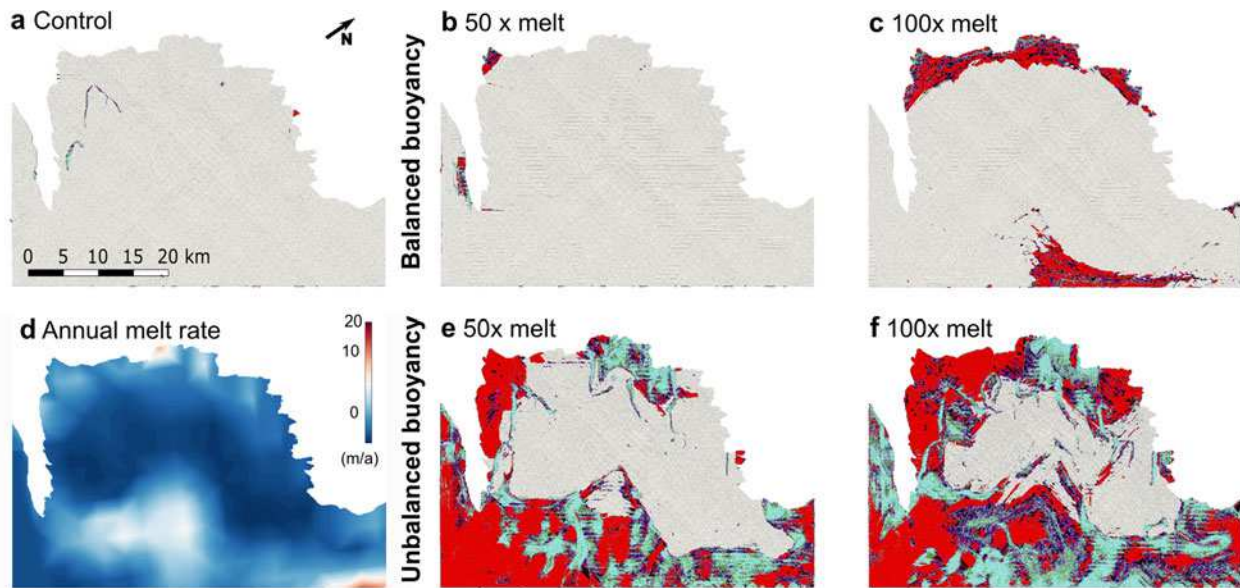 a Control
N
b 50 x melt
c 100x melt
Balanced buoyancy
0 5 10 15 20 km
d Annual melt rate
20
10
0
(m/a)
e 50x melt
f 100x melt
Unbalanced buoyancy